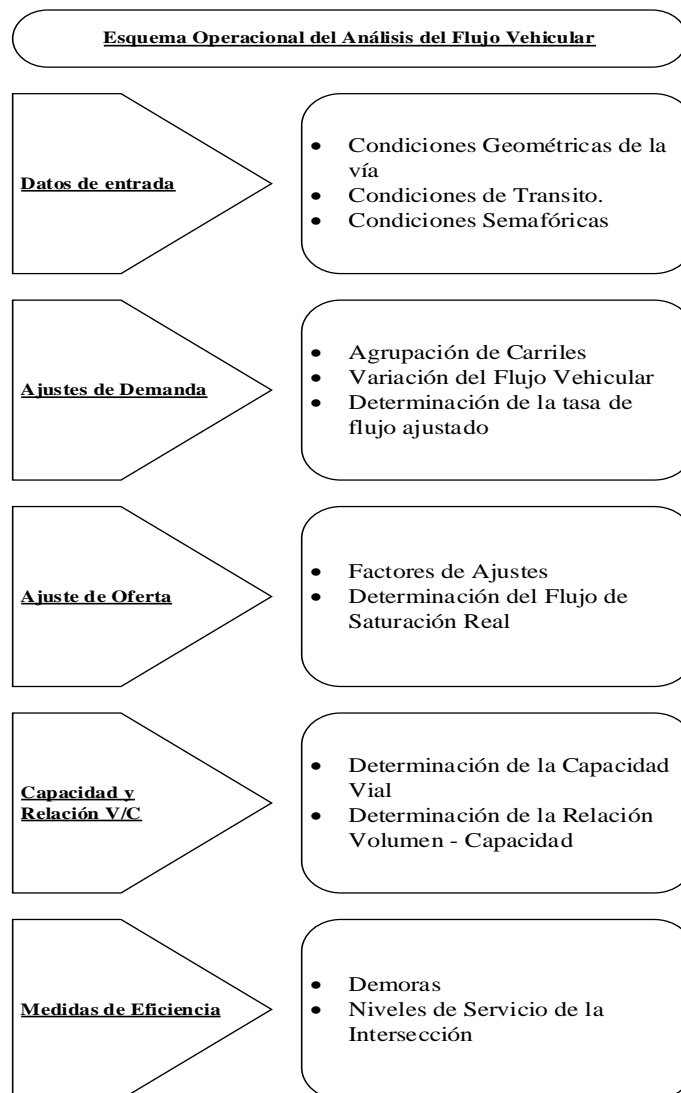 Esquema Operacional del Análisis del Flujo Vehicular
Datos de entrada
• Condiciones Geométricas de la
vía
• Condiciones de Transito.
• Condiciones Semafóricas
Ajustes de Demanda
• Agrupación de Carriles
• Variación del Flujo Vehicular
• Determinación de la tasa de
flujo ajustado
Ajuste de Oferta
• Factores de Ajustes
• Determinación del Flujo de
Saturación Real
Capacidad y
Relación V/C
• Determinación de la Capacidad
Vial
• Determinación de la Relación
Volumen - Capacidad
Medidas de Eficiencia
• Demoras
• Niveles de Servicio de la
Intersección